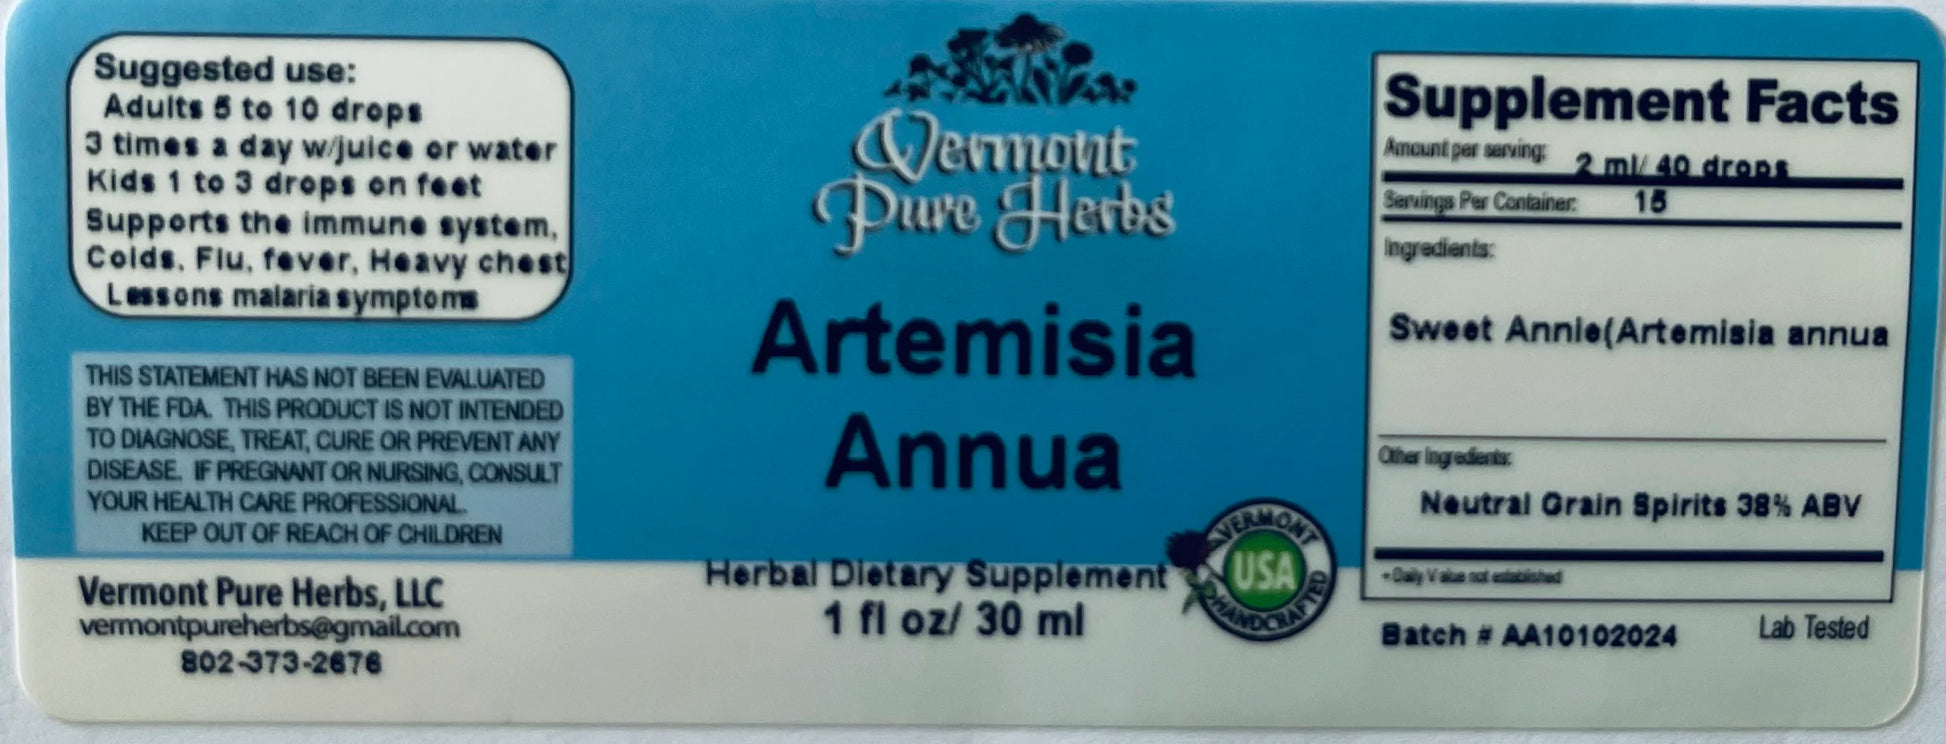 Suggested use:
Adults 5 to 10 drops
3 times a day w/juice or water
Kids 1 to 3 drops on feet
Supports the immune system,
Colds, Flu, fever, Heavy chest
Lessons malaria symptoms
THIS STATEMENT HAS NOT BEEN EVALUATED
BY THE FDA. THIS PRODUCT IS NOT INTENDED
TO DIAGNOSE, TREAT, CURE OR PREVENT ANY
DISEASE. IF PREGNANT OR NURSING, CONSULT
YOUR HEALTH CARE PROFESSIONAL.
KEEP OUT OF REACH OF CHILDREN
Vermont Pure Herbs, LLC
vermontpureherbs@gmail.com
802-373-2676
Vermont
Pure Herbs
Artemisia
Annua
Herbal Dietary Supplement
1 fl oz/ 30 ml
VERMONT
USA
HANDCRAFTED
Supplement Facts
Amount per serving: 2 ml/ 40 drops
Servings Per Container: 15
Ingredients:
Sweet Annie(Artemisia annua
Other Ingredients:
Neutral Grain Spirits 38% ABV
+ Daily Value not established
Batch # AA10102024
Lab Tested